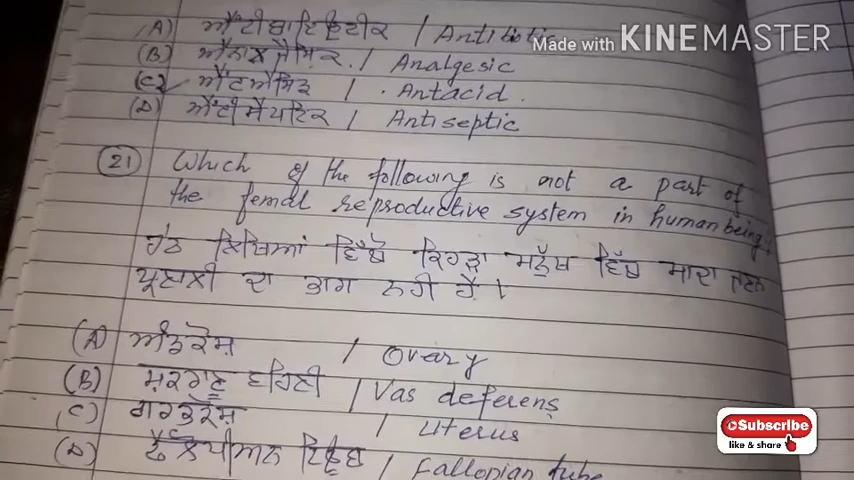 (A) ਐਂਟੀਬਾਇਓਟੀਕ / Antibiotic
Made with KINEMASTER
(B) ਐਨਾਲਜੈਸਿਕ. / Analgesic
(C) ਐਂਟਐਸਿਡ / Antacid.
(D) ਐਂਟੀਸੈਪਟਿਕ / Antiseptic
(21) Which of the following is not a part of
the femal reproductive system in human being?
ਹੇਠ ਲਿਖਿਆਂ ਵਿੱਚੋਂ ਕਿਹੜਾ ਮਨੁੱਖ ਵਿੱਚ ਮਾਦਾ ਜਣਨ
ਪ੍ਰਣਾਲੀ ਦਾ ਭਾਗ ਨਹੀ ਹੈ।
(A) ਅੰਡਕੋਸ਼ / Ovary
(B) ਸ਼ੁਕਰਾਣੂ ਵਹਿਣੀ / Vas deferens
(C) ਗਰਭਕੋਸ਼ / Uterus
(D) ਫੈਲੋਪੀਅਨ ਟਿਊਬ / Fallopian tube
Subscribe
like & share